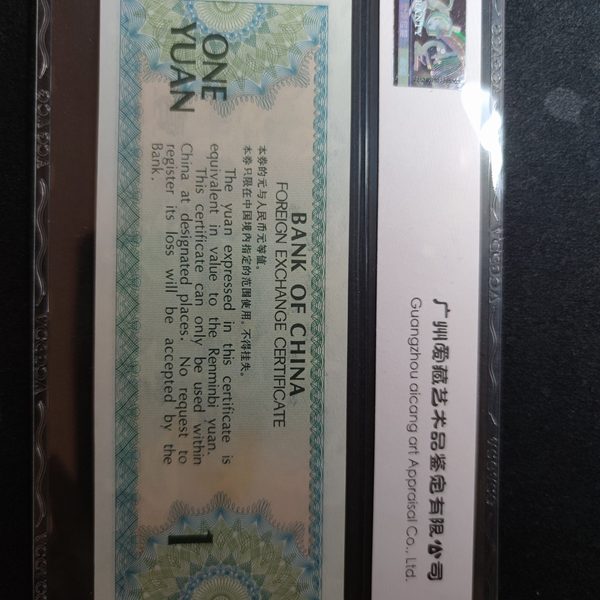 广州爱藏艺术品鉴定有限公司
Guangzhou aicang art Appraisal Co., Ltd.
BANK OF CHINA
FOREIGN EXCHANGE CERTIFICATE
ONE
YUAN
本券的元与人民币元等值。
本券只限在中国境内指定的范围使用。不得挂失。
The yuan expressed in this certificate is
equivalent in value to the Renminbi yuan.
This certificate can only be used within
China at designated places. No request to
register its loss will be accepted by the
Bank.
1